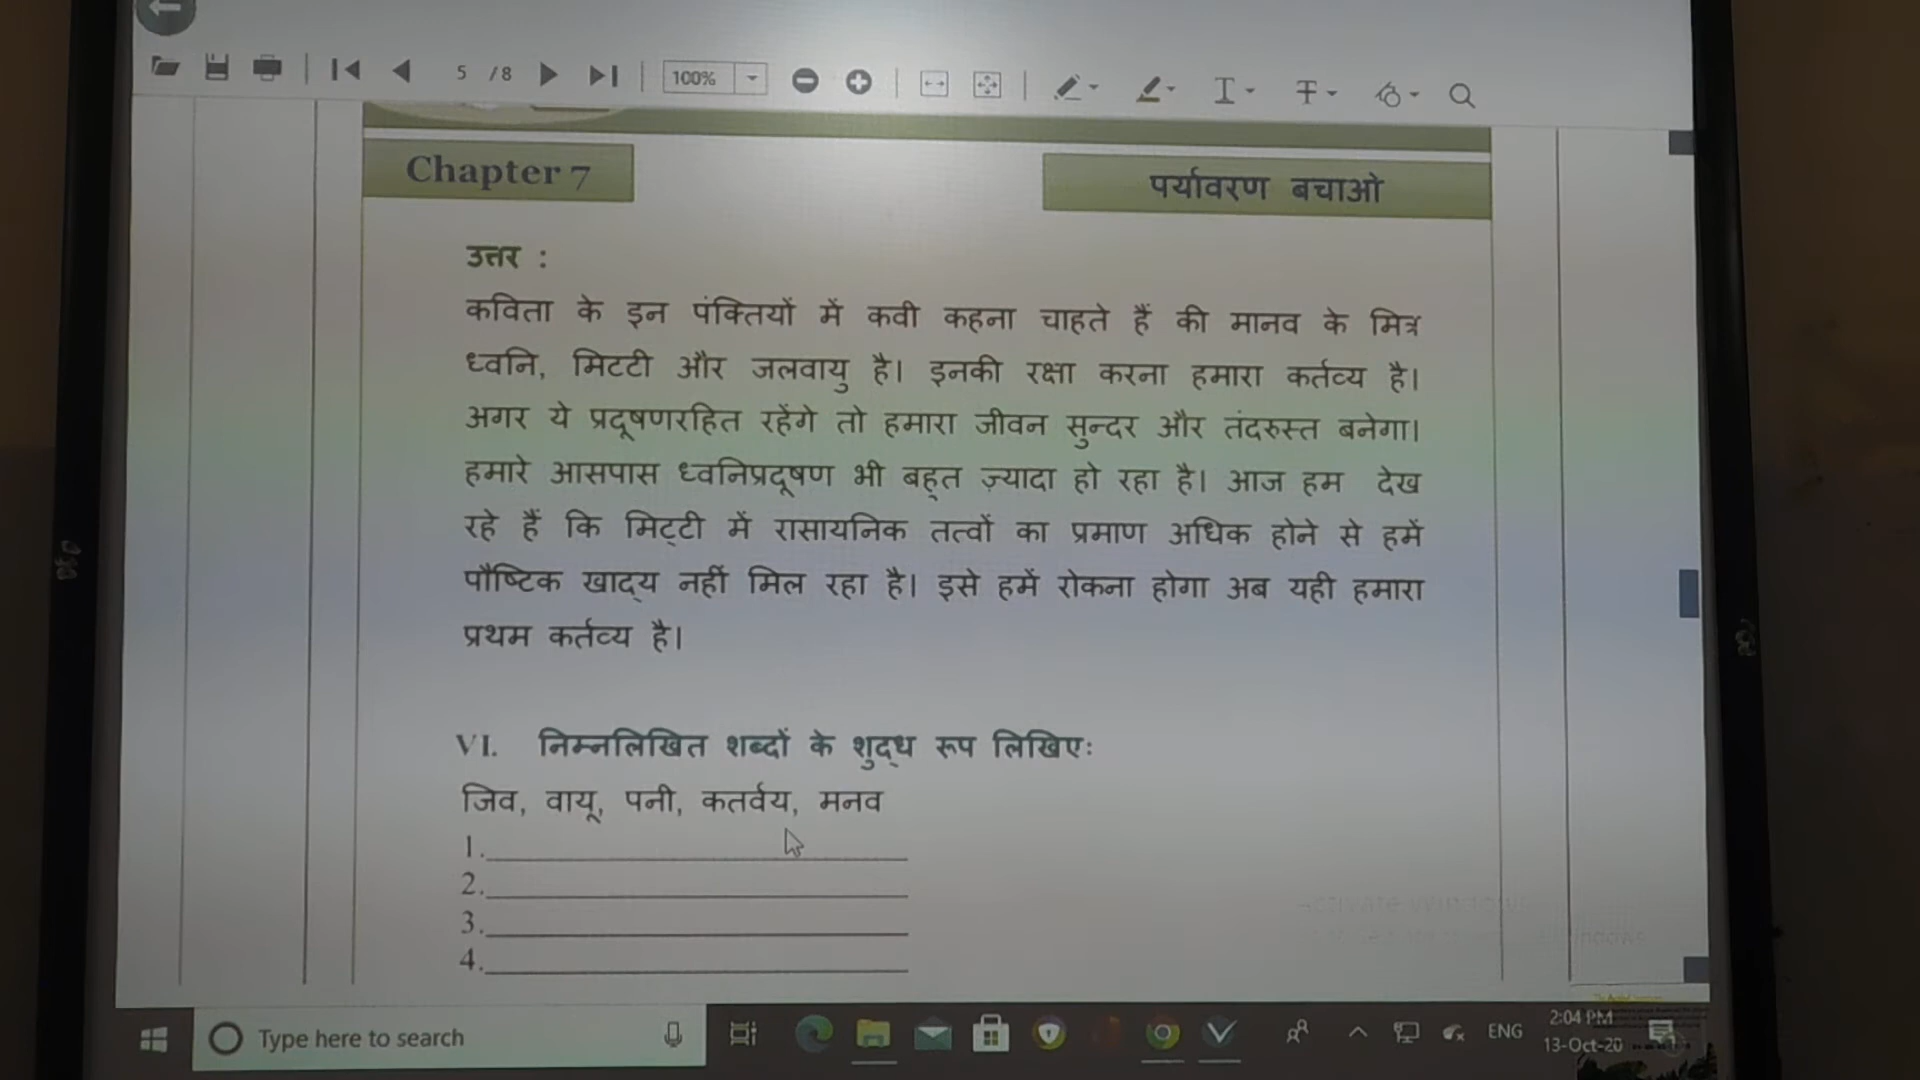 5 /8
100%
Chapter 7
पर्यावरण बचाओ
उत्तर :
कविता के इन पंक्तियों में कवी कहना चाहते हैं की मानव के मित्र
ध्वनि, मिटटी और जलवायु है। इनकी रक्षा करना हमारा कर्तव्य है।
अगर ये प्रदूषणरहित रहेंगे तो हमारा जीवन सुन्दर और तंदरुस्त बनेगा।
हमारे आसपास ध्वनिप्रदूषण भी बहुत ज़्यादा हो रहा है। आज हम देख
रहे हैं कि मिट्टी में रासायनिक तत्वों का प्रमाण अधिक होने से हमें
पौष्टिक खाद्य नहीं मिल रहा है। इसे हमें रोकना होगा अब यही हमारा
प्रथम कर्तव्य है।
VI. निम्नलिखित शब्दों के शुद्ध रूप लिखिए:
जिव, वायू, पनी, कतर्वय, मनव
1.
2.
3.
4.
Activate Windows
Type here to search
ENG
2:04 PM
13-Oct-20